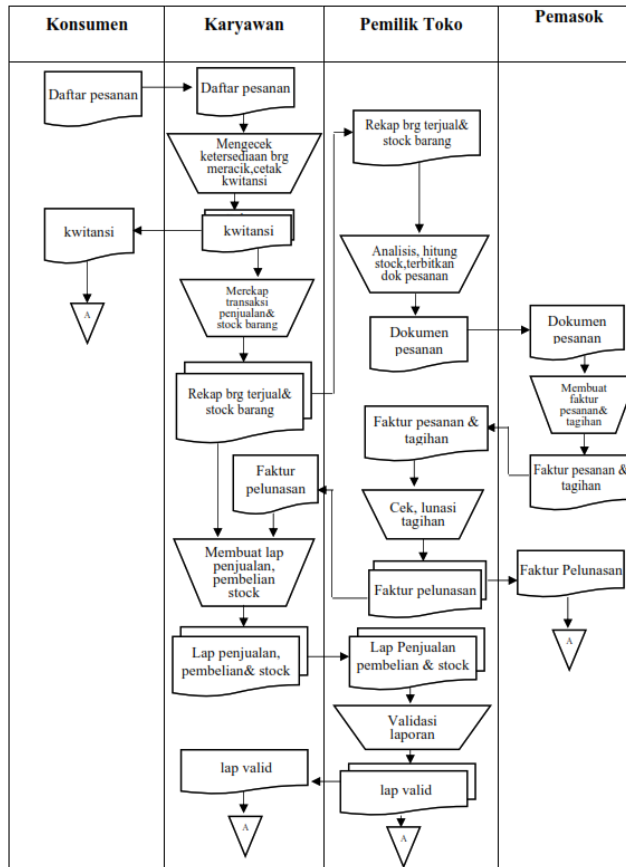 Konsumen
Karyawan
Pemilik Toko
Pemasok
Daftar pesanan
Daftar pesanan
Mengecek
ketersediaan brg
meracik,cetak
kwitansi
kwitansi
kwitansi
A
Merekap
transaksi
penjualan&
stock barang
Rekap brg terjual&
stock barang
Rekap brg terjual&
stock barang
Analisis, hitung
stock,terbitkan
dok pesanan
Dokumen
pesanan
Dokumen
pesanan
Membuat
faktur
pesanan&
tagihan
Faktur pesanan &
tagihan
Faktur pesanan &
tagihan
Cek, lunasi
tagihan
Faktur pelunasan
Faktur Pelunasan
A
Faktur
pelunasan
Membuat lap
penjualan,
pembelian
stock
Lap penjualan,
pembelian& stock
Lap Penjualan
pembelian & stock
Validasi
laporan
lap valid
lap valid
A
A